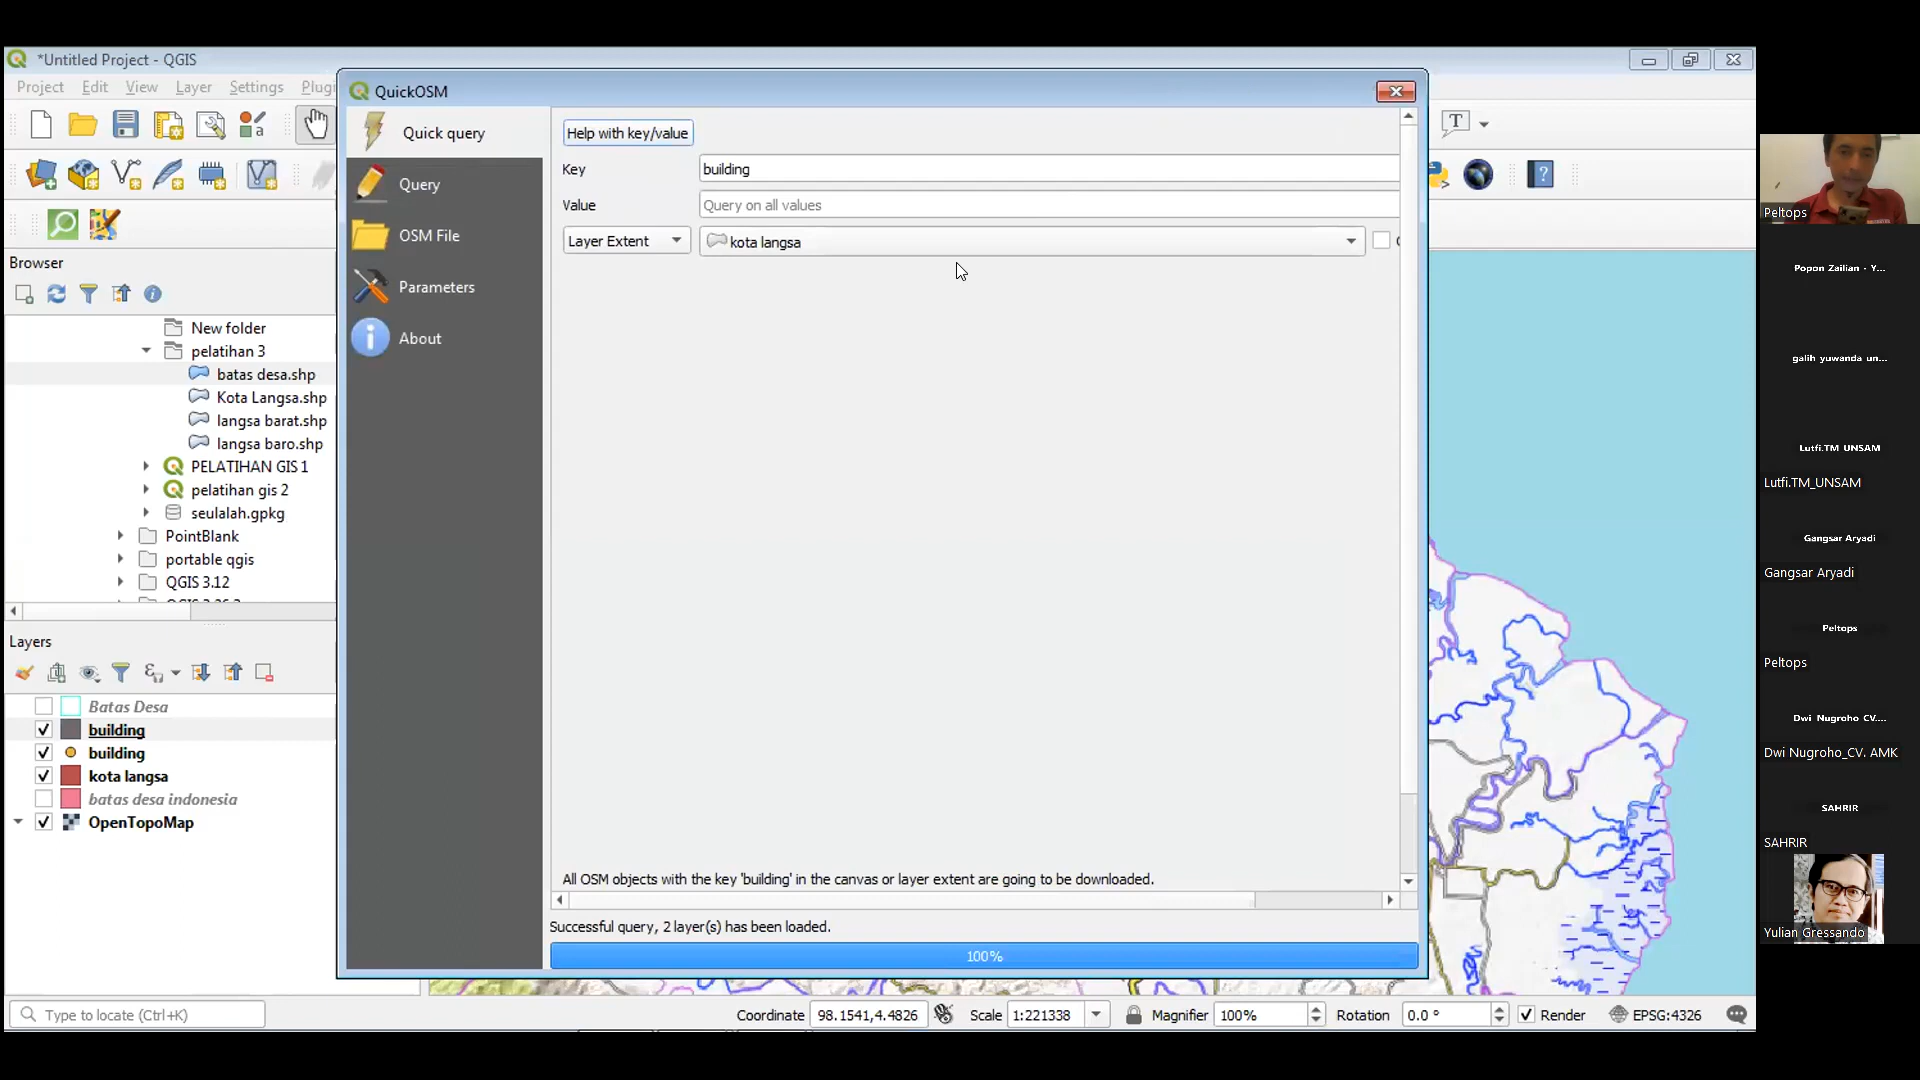 *Untitled Project - QGIS
Project Edit View Layer Settings Plugi
Browser
New folder
pelatihan 3
batas desa.shp
Kota Langsa.shp
langsa barat.shp
langsa baro.shp
PELATIHAN GIS 1
pelatihan gis 2
seulalah.gpkg
PointBlank
portable qgis
QGIS 3.12
Layers
Batas Desa
building
building
kota langsa
batas desa indonesia
OpenTopoMap
QuickOSM
Quick query
Query
OSM File
Parameters
About
Help with key/value
Key building
Value Query on all values
Layer Extent kota langsa
All OSM objects with the key 'building' in the canvas or layer extent are going to be downloaded.
Successful query, 2 layer(s) has been loaded.
100%
Type to locate (Ctrl+K)
Coordinate 98.1541,4.4826 Scale 1:221338 Magnifier 100% Rotation 0.0 ° Render EPSG:4326
Peltops
Popon Zailian - Y...
galih yuwanda un...
Lutfi.TM UNSAM
Lutfi.TM_UNSAM
Gangsar Aryadi
Gangsar Aryadi
Peltops
Peltops
Dwi Nugroho CV....
Dwi Nugroho_CV. AMK
SAHRIR
SAHRIR
Yulian Gressando